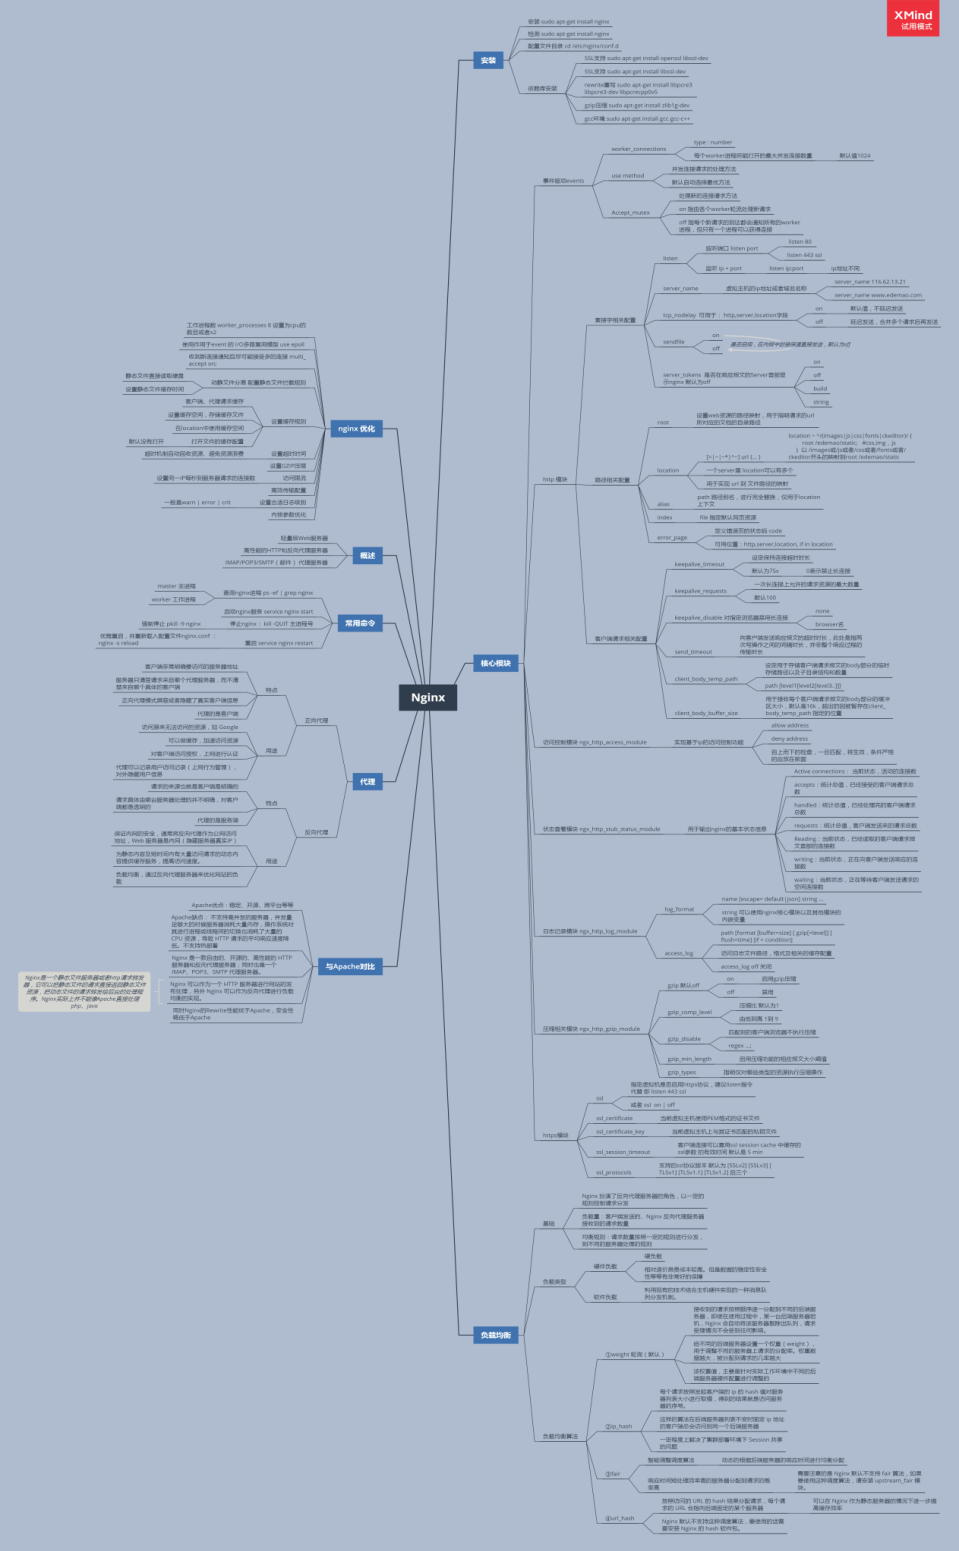 XMind
试用模式
Nginx
安装
安装 sudo apt-get install nginx
检测 sudo apt-get install nginx
配置文件目录 cd /etc/nginx/conf.d
依赖库安装
SSL支持 sudo apt-get install openssl libssl-dev
SSL支持 sudo apt-get install libssl-dev
rewrite重写 sudo apt-get install libpcre3
libpcre3-dev libpcrecpp0v5
gzip压缩 sudo apt-get install zlib1g-dev
gcc环境 sudo apt-get install gcc gcc-c++
核心模块
事件驱动events
worker_connections
type : number
每个worker进程所能打开的最大并发连接数量
默认值1024
use method
并发连接请求的处理方法
默认自动选择最优方法
Accept_mutex
处理新的连接请求方法
on 指由各个worker轮流处理新请求
off 指每个新请求的到达都会通知所有的worker
进程，但只有一个进程可以获得连接
http 模块
套接字相关配置
listen
监听端口 listen port
listen 80
listen 443 ssl
监听 ip + port
listen ip:port
ip地址不同
server_name
虚拟主机的ip地址或者域名名称
server_name 116.62.13.21
server_name www.edemao.com
tcp_nodelay 可用于： http,server,location字段
on
默认值，不延迟发送
off
延迟发送，合并多个请求后再发送
sendfile
on
off
server_tokens 是否在响应报文的Server首部显
示nginx 默认为off
on
off
build
string
路径相关配置
root
设置web资源的路径映射，用于指明请求的url
所对应的文档的目录路径
location
[=|~|~*|^~] url {... }
location ~ ^/(images|js|css|fonts|ckeditor)/ {
root /edemao/static; #css,img , js
} 以 /images或/js或者/css或者/fonts或者/
ckeditor开头的映射到root /edemao/static
一个server里 location可以有多个
用于实现 url 到 文件路径的映射
alias
path 路径别名，进行完全替换，仅用于location
上下文
index
file 指定默认网页资源
error_page
定义错误页的状态码 code
可用位置：http,server,location, if in location
客户端请求相关配置
keepalive_timeout
设定保持连接超时时长
默认为75s
0表示禁止长连接
keepalive_requests
一次长连接上允许的请求资源的最大数量
默认100
keepalive_disable 对指定浏览器禁用长连接
none
browser名
send_timeout
向客户端发送响应报文的超时时长，此处是指两
次写操作之间的间隔时长，并非整个响应过程的
传输时长
client_body_temp_path
设定用于存储客户端请求报文的body部分的临时
存储路径以及子目录结构和数量
path [level1[level2[level3..]]]
client_body_buffer_size
用于接收每个客户端请求报文的body部分的缓冲
区大小，默认值16k，超出的回被暂存在client_
body_temp_path 指定的位置
访问控制模块 ngx_http_access_module
实现基于ip的访问控制功能
allow address
deny address
自上而下的检查，一旦匹配，将生效，条件严格
的应放在前面
状态查看模块 ngx_http_stub_status_module
用于输出nginx的基本状态信息
Active connections： 当前状态，活动的连接数
accepts：统计总值，已经接受的客户端请求总
数
handled：统计总值，已经处理完的客户端请求
总数
requests：统计总值，客户端发送来的请求总数
Reading：当前状态，已经读取的客户端请求报
文首部的连接数
writing：当前状态，正在向客户端发送响应的连
接数
waiting：当前状态，正在等待客户端发送请求的
空闲连接数
日志记录模块 ngx_http_log_module
log_format
name [escape= default|json] string ...
string 可以使用nginx核心模块以及其他模块的
内嵌变量
access_log
path [format [buffer=size] [ gzip[=level]] [
flush=time] [if = condition]
访问日志文件路径，格式及相关的缓存配置
access_log off 关闭
压缩相关模块 ngx_http_gzip_module
gzip 默认off
on
启用gzip压缩
off
禁用
gzip_comp_level
压缩比 默认为1
由低到高 1 到 9
gzip_disable
匹配到的客户端浏览器不执行压缩
regex ...;
gzip_min_length
启用压缩功能的相应报文大小阈值
gzip_types
指明仅对哪些类型的资源执行压缩操作
https模块
ssl
指定虚拟机是否启用https协议，建议listen指令
代替 即 listen 443 ssl
或者 ssl on | off
ssl_certificate
当前虚拟主机使用PEM格式的证书文件
ssl_certificate_key
当前虚拟主机上与其证书匹配的私钥文件
ssl_session_timeout
客户端连接可以复用ssl session cache 中缓存的
ssl参数 的有效时间 默认是 5 min
ssl_protocols
支持的ssl协议版本 默认为 [SSLv2] [SSLv3] [
TLSv1] [TLSv1.1] [TLSv1.2] 后三个
负载均衡
基础
Nginx 扮演了反向代理服务器的角色，以一定的
规则控制请求分发
负载量：客户端发送的、Nginx 反向代理服务器
接收到的请求数量
均衡规则：请求数量按照一定的规则进行分发，
到不同的服务器处理的规则
负载类型
硬件负载
硬负载
相对造价昂贵成本较高。但是数据的稳定性安全
性等等有非常好的保障
软件负载
利用现有的技术结合主机硬件实现的一种消息队
列分发机制。
负载均衡算法
①weight 轮询（默认）
接收到的请求按照顺序逐一分配到不同的后端服
务器，即使在使用过程中，某一台后端服务器宕
机，Nginx 会自动将该服务器剔除出队列，请求
受理情况不会受到任何影响。
给不同的后端服务器设置一个权重（weight），
用于调整不同的服务器上请求的分配率。权重数
据越大，被分配到请求的几率越大
该权重值，主要是针对实际工作环境中不同的后
端服务器硬件配置进行调整的
②ip_hash
每个请求按照发起客户端的 ip 的 hash 值对服务
器列表大小进行取模，得到的结果就是访问服务
器的序号。
这样的算法在后端服务器列表不变时固定 ip 地址
的客户端总会访问到同一个后端服务器
一定程度上解决了集群部署环境下 Session 共享
的问题
③fair
智能调整调度算法
动态的根据后端服务器的响应时间进行均衡分配
响应时间短处理效率高的服务器分配到请求的概
率高
需要注意的是 Nginx 默认不支持 fair 算法，如果
要使用这种调度算法，请安装 upstream_fair 模
块。
④url_hash
按照访问的 URL 的 hash 结果分配请求，每个请
求的 URL 会指向后端固定的某个服务器
可以在 Nginx 作为静态服务器的情况下进一步提
高缓存效率
Nginx 默认不支持这种调度算法，要使用的话需
要安装 Nginx 的 hash 软件包。
nginx 优化
工作进程数 worker_processes 8 设置为cpu的
数目或者x2
使用作用于event 的 I/O多路复用模型 use epoll
收到新连接通知后尽可能接受多的连接 multi_
accept on;
动静文件分离 配置静态文件拦截规则
静态文件直接读取硬盘
设置静态文件缓存时间
设置缓存规则
客户端、代理请求缓存
设置缓存空间，存储缓存文件
在location中使用缓存空间
打开文件的缓存配置
默认没有打开
设置超时时间
超时机制自动回收资源、避免资源浪费
设置GZIP压缩
访问限流
设置同一IP每秒到服务器请求的连接数
高效传输配置
设置合适日志级别
一般是warn | error | crit
内核参数优化
概述
轻量级Web服务器
高性能的HTTP和反向代理服务器
IMAP/POP3/SMTP（邮件） 代理服务器
常用命令
查询nginx进程 ps -ef | grep nginx
master 主进程
worker 工作进程
启动nginx服务 service nginx start
停止nginx： kill -QUIT 主进程号
强制停止 pkill -9 nginx
重启 service nginx restart
优雅重启，并重新载入配置文件nginx.conf：
nginx -s reload
代理
正向代理
特点
客户端非常明确要访问的服务器地址
服务器只清楚请求来自哪个代理服务器，而不清
楚来自哪个具体的客户端
正向代理模式屏蔽或者隐藏了真实客户端信息
代理的是客户端
用途
访问原来无法访问的资源，如 Google
可以做缓存，加速访问资源
对客户端访问授权，上网进行认证
代理可以记录用户访问记录（上网行为管理），
对外隐藏用户信息
反向代理
特点
请求的来源也就是客户端是明确的
请求具体由哪台服务器处理的并不明确，对客户
端都是透明的
代理的是服务端
用途
保证内网的安全，通常将反向代理作为公网访问
地址，Web 服务器是内网（隐藏服务器真实IP）
为静态内容及短时间内有大量访问请求的动态内
容提供缓存服务，提高访问速度。
负载均衡，通过反向代理服务器来优化网站的负
载
与Apache对比
Apache优点：稳定、开源、跨平台等等
Apache缺点： 不支持高并发的服务器，并发量
CPU 资源，导致 HTTP 请求的平均响应速度降
低。不支持热部署
Nginx 是一款自由的、开源的、高性能的 HTTP
服务器和反向代理服务器；同时也是一个
IMAP、POP3、SMTP 代理服务器。
Nginx 可以作为一个 HTTP 服务器进行网站的发
布处理，另外 Nginx 可以作为反向代理进行负载
均衡的实现。
同时Nginx的Rewrite性能优于Apache，安全性
略低于Apache
Nginx是一个静态文件服务器或者http请求转发
器，它可以把静态文件的请求直接返回静态文件
资源，把动态文件的请求转发给后台的处理程
序。Nginx实际上并不能像Apache直接处理
php、java